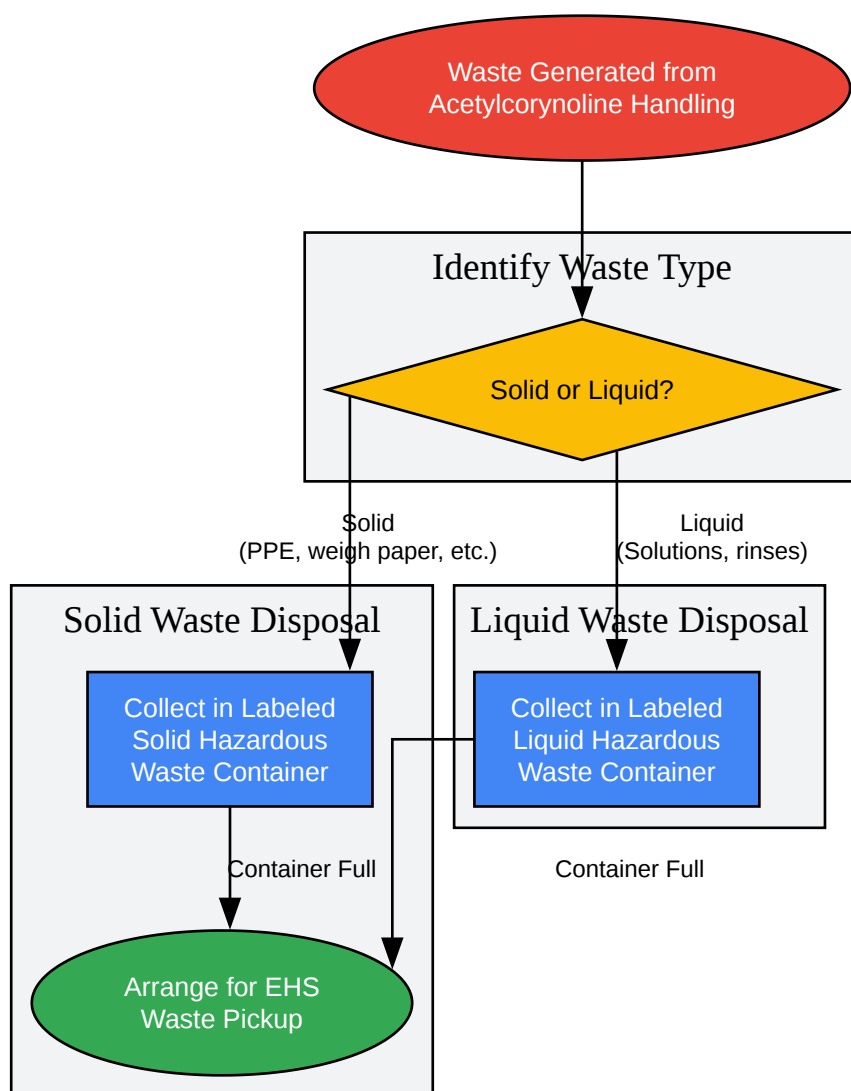 Waste Generated from
Acetylcorynoline Handling
Identify Waste Type
Solid or Liquid?
Solid
(PPE, weigh paper, etc.)
Liquid
(Solutions, rinses)
Solid Waste Disposal
Liquid Waste Disposal
Collect in Labeled
Solid Hazardous
Waste Container
Collect in Labeled
Liquid Hazardous
Waste Container
Container Full
Container Full
Arrange for EHS
Waste Pickup